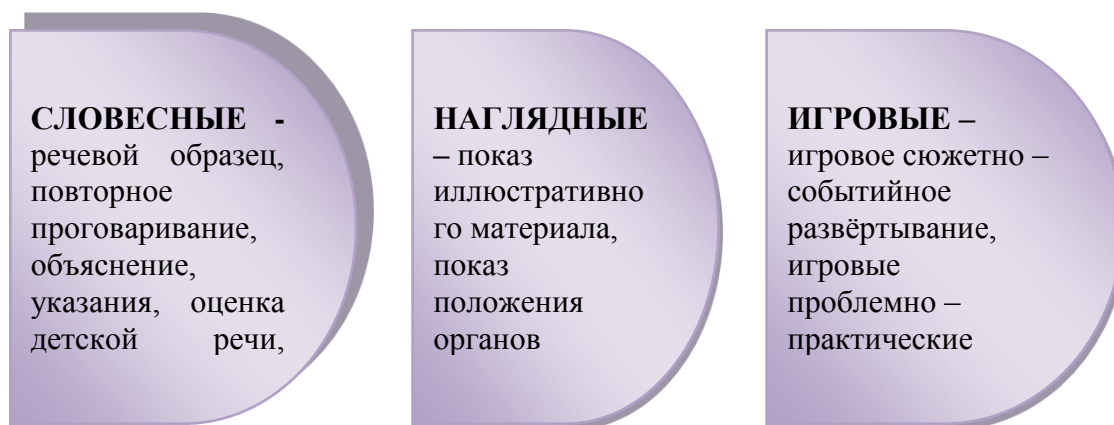 СЛОВЕСНЫЕ -
речевой образец,
повторное
проговаривание,
объяснение,
указания, оценка
детской речи,
НАГЛЯДНЫЕ
– показ
иллюстративно
го материала,
показ
положения
органов
ИГРОВЫЕ –
игровое сюжетно –
событийное
развёртывание,
игровые
проблемно –
практические